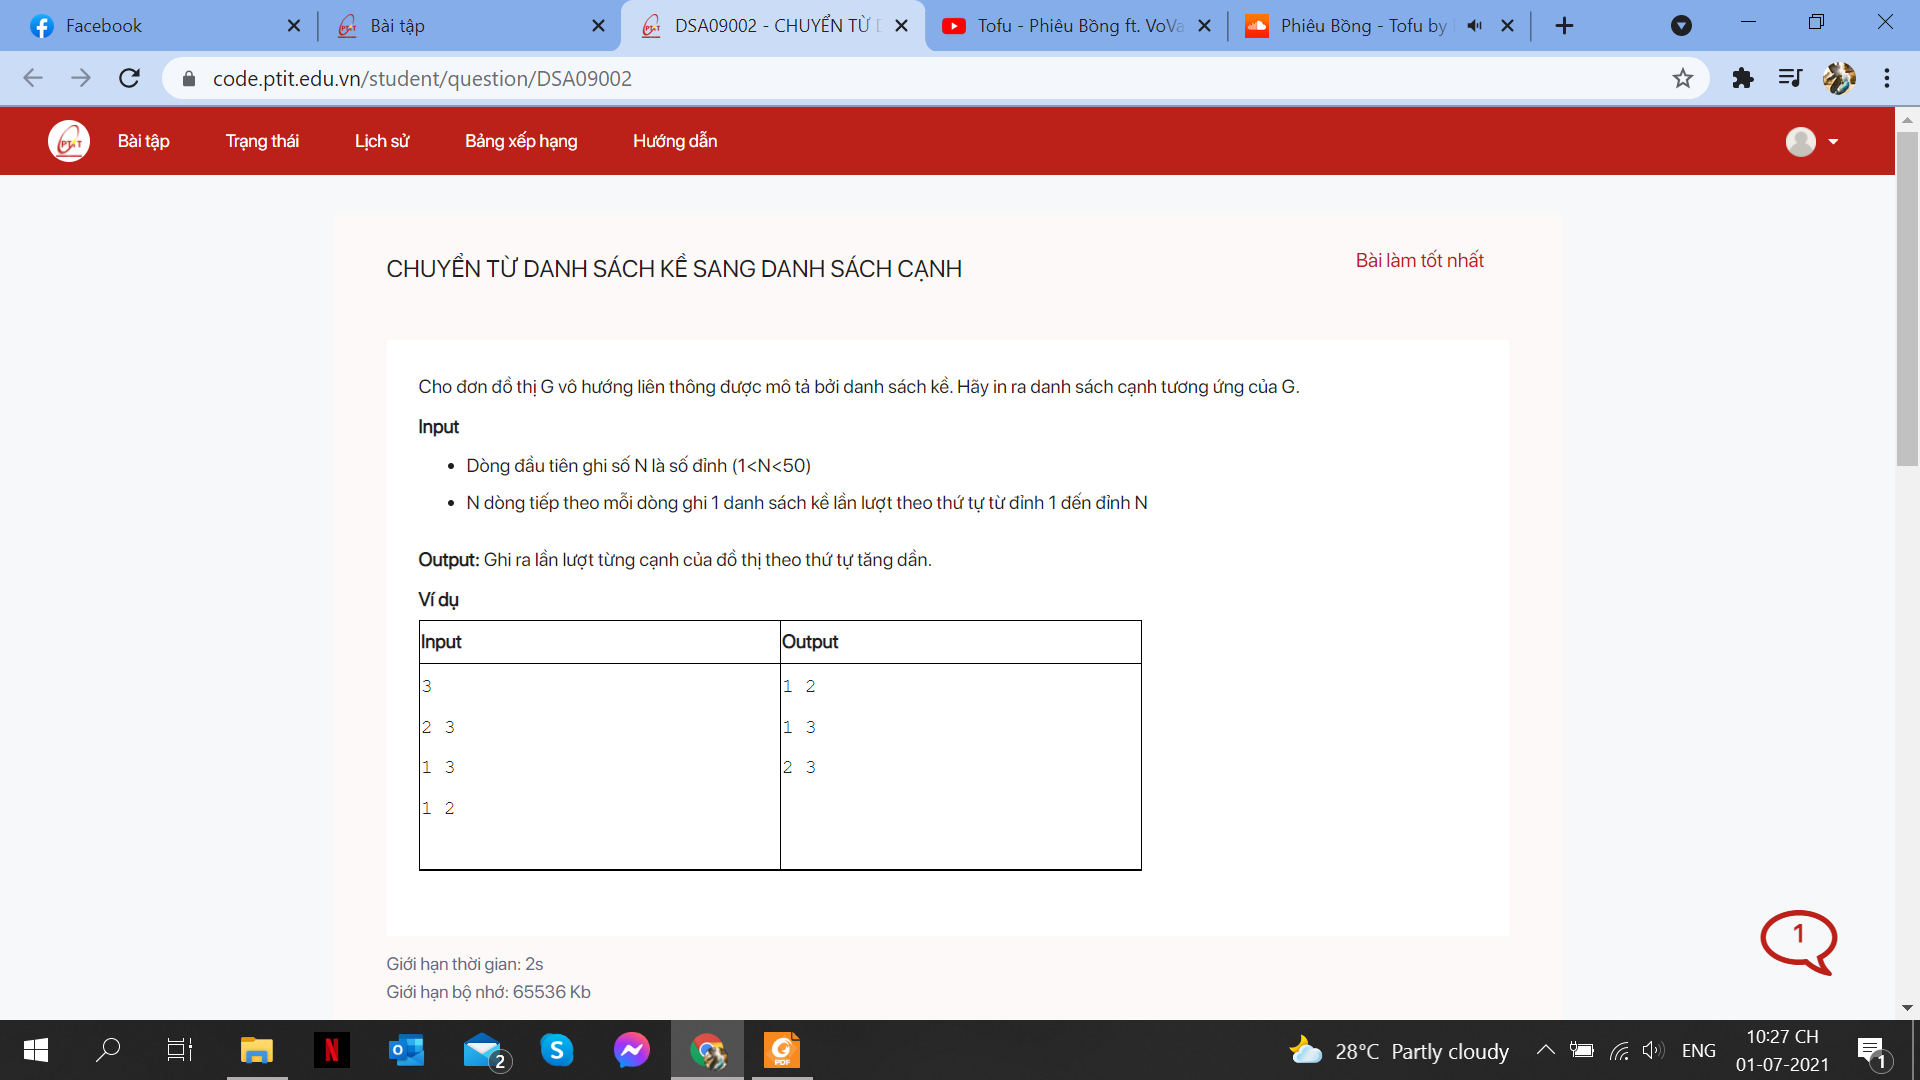 Facebook
Bài tập
DSA09002 - CHUYỂN TỪ D
Tofu - Phiêu Bồng ft. VoVa
Phiêu Bồng - Tofu by
code.ptit.edu.vn/student/question/DSA09002
PTIT
Bài tập
Trạng thái
Lịch sử
Bảng xếp hạng
Hướng dẫn
CHUYỂN TỪ DANH SÁCH KỀ SANG DANH SÁCH CẠNH
Bài làm tốt nhất
Cho đơn đồ thị G vô hướng liên thông được mô tả bởi danh sách kề. Hãy in ra danh sách cạnh tương ứng của G.
Input
Dòng đầu tiên ghi số N là số đỉnh (1<N<50)
N dòng tiếp theo mỗi dòng ghi 1 danh sách kề lần lượt theo thứ tự từ đỉnh 1 đến đỉnh N
Output: Ghi ra lần lượt từng cạnh của đồ thị theo thứ tự tăng dần.
Ví dụ
Input Output
3 1 2
2 3 1 3
1 3 2 3
1 2
1
Giới hạn thời gian: 2s
Giới hạn bộ nhớ: 65536 Kb
N
2
S
PDF
28°C Partly cloudy
ENG
10:27 CH
01-07-2021
1